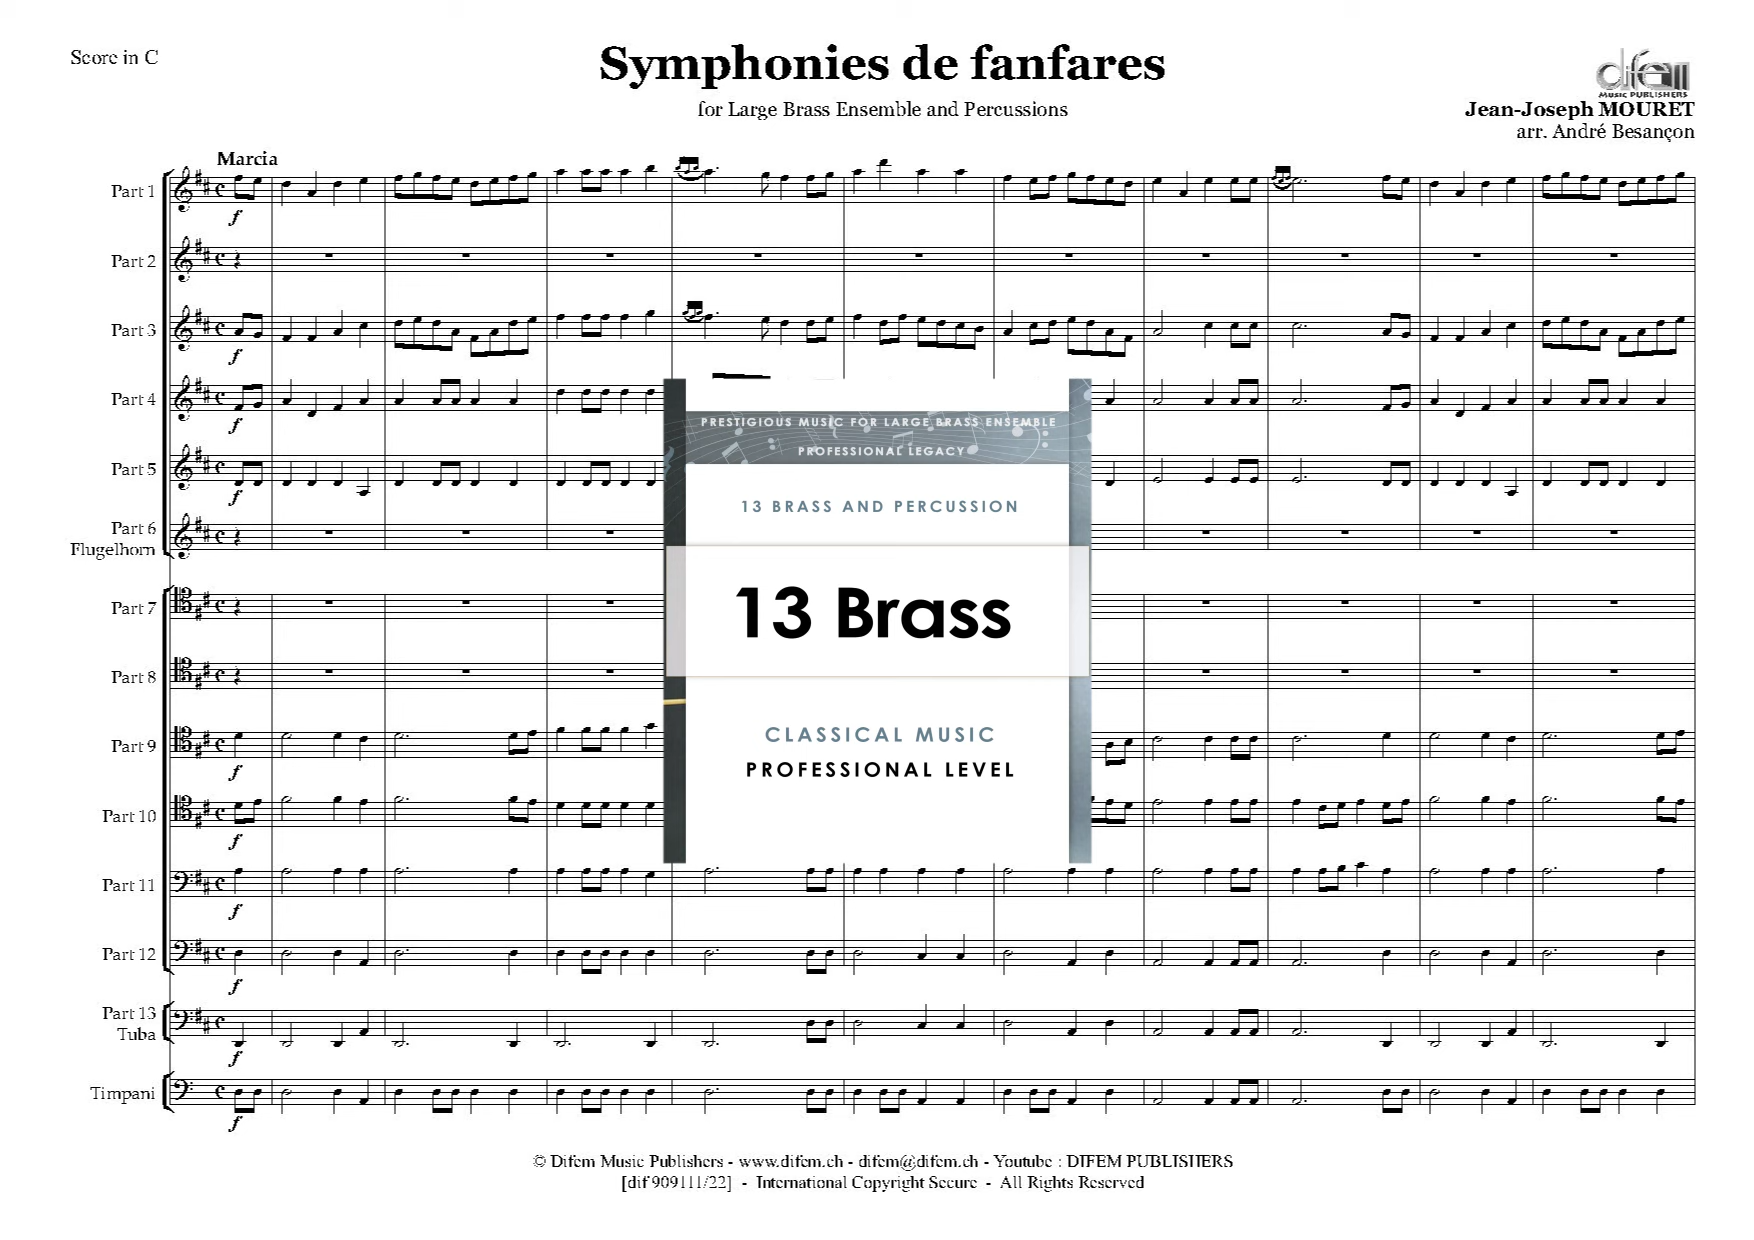 Score in C
Symphonies de fanfares
for Large Brass Ensemble and Percussions
difem
MUSIC PUBLISHERS
Jean-Joseph MOURET
arr. André Besançon
Marcia
Part 1
f
Part 2
Part 3
f
Part 4
f
Part 5
f
Part 6
Flugelhorn
Part 7
Part 8
Part 9
f
Part 10
f
Part 11
f
Part 12
f
Part 13
Tuba
f
Timpani
f
PRESTIGIOUS MUSIC FOR LARGE BRASS ENSEMBLE
PROFESSIONAL LEGACY
13 BRASS AND PERCUSSION
13 Brass
CLASSICAL MUSIC
PROFESSIONAL LEVEL
© Difem Music Publishers - www.difem.ch - difem@difem.ch - Youtube : DIFEM PUBLISHERS
[dif 909111/22] - International Copyright Secure - All Rights Reserved